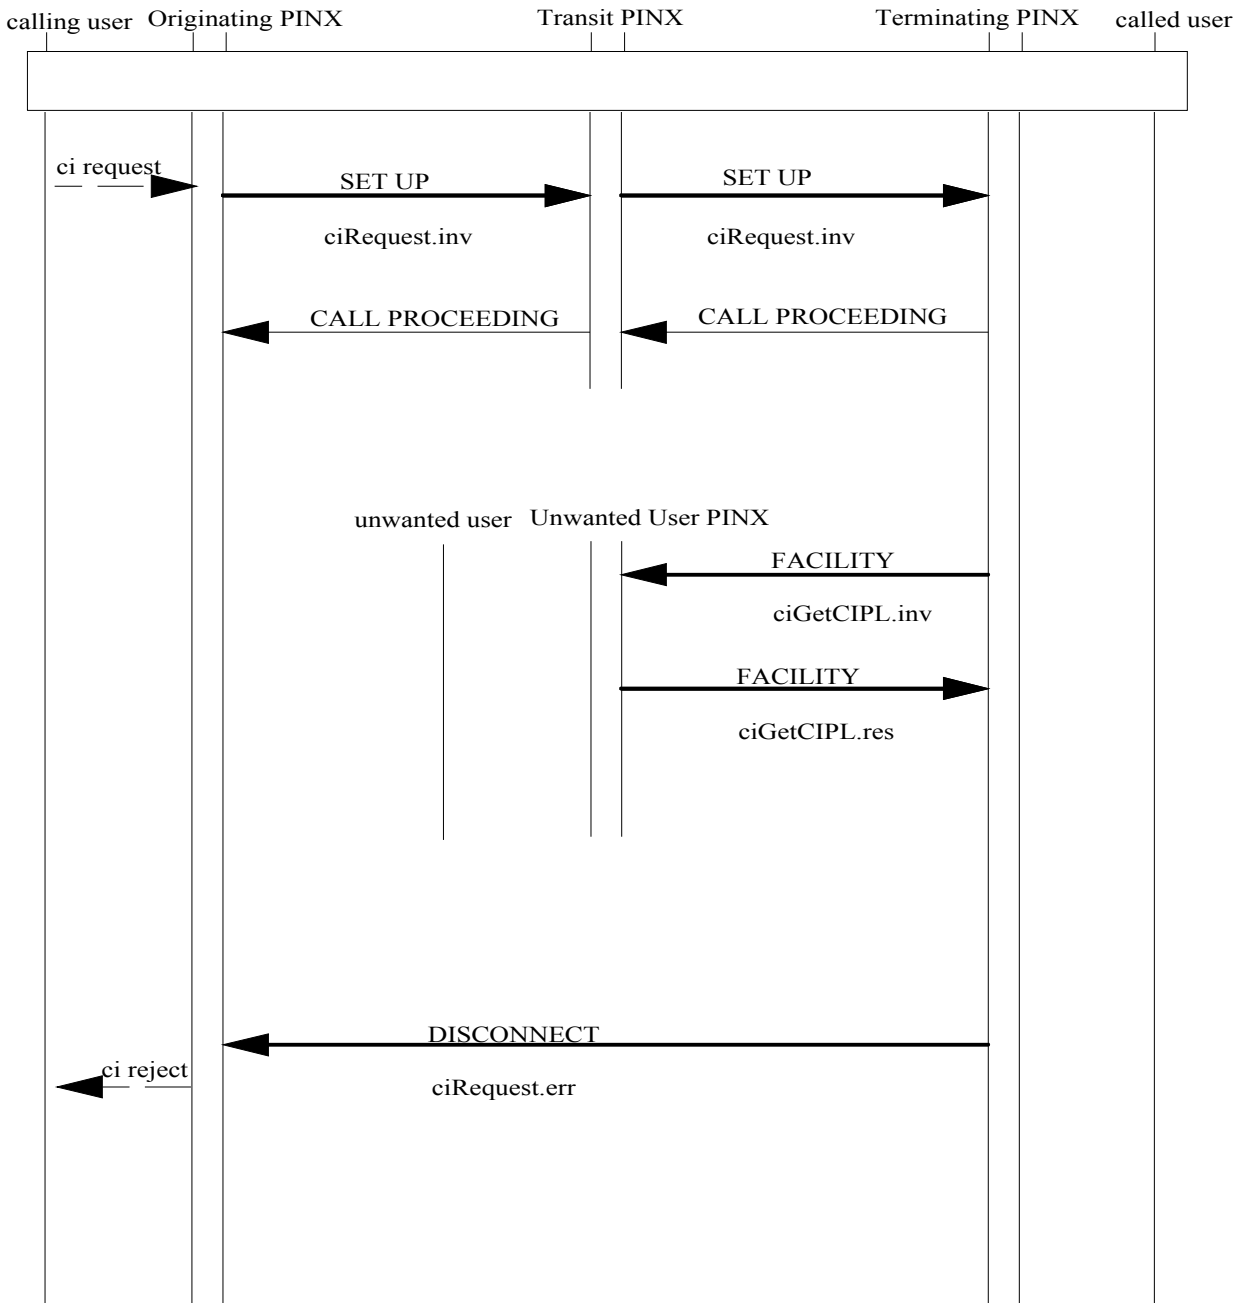 calling user Originating PINX Transit PINX Terminating PINX called user
ci request
SET UP SET UP
ciRequest.inv ciRequest.inv
CALL PROCEEDING CALL PROCEEDING
unwanted user Unwanted User PINX
FACILITY
ciGetCIPL.inv
FACILITY
ciGetCIPL.res
DISCONNECT
ci reject
ciRequest.err